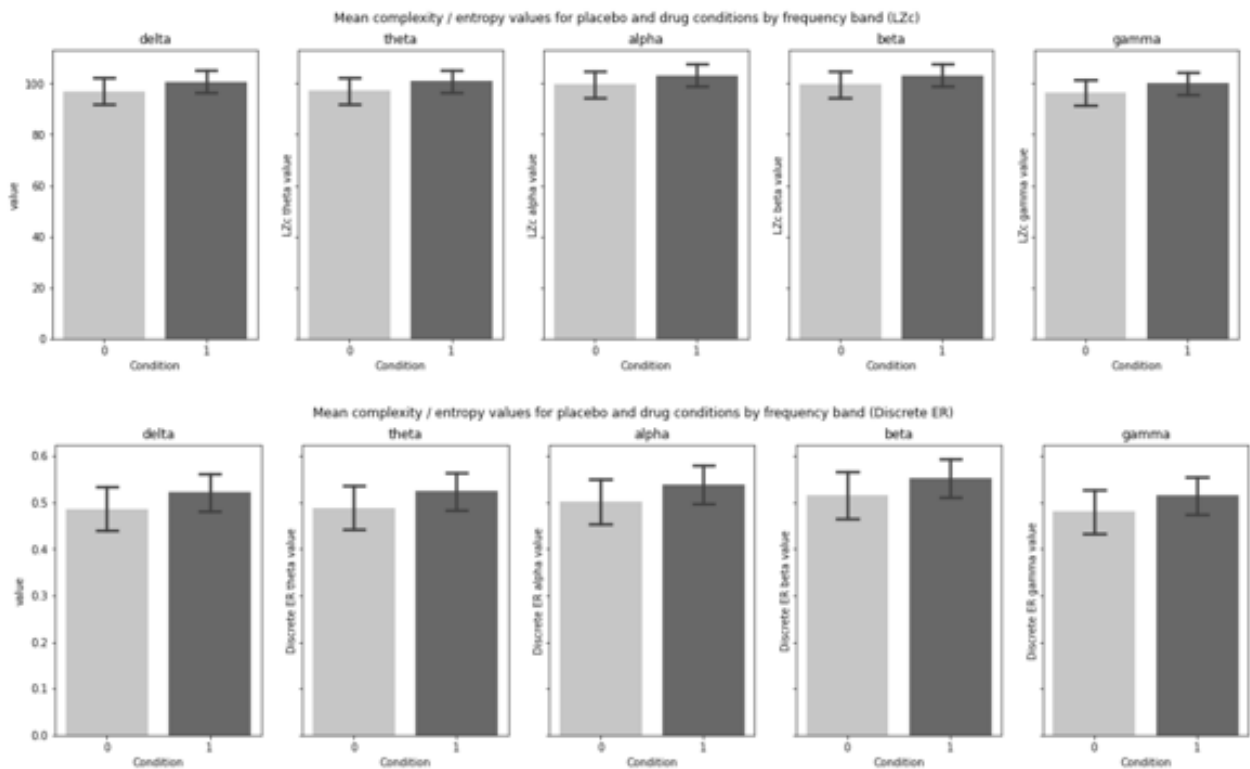 Mean complexity / entropy values for placebo and drug conditions by frequency band (LZc)
delta
theta
alpha
beta
gamma
value
100
80
60
40
20
0
LZc theta value
LZc alpha value
LZc beta value
LZc gamma value
0 1
0 1
0 1
0 1
0 1
Condition
Condition
Condition
Condition
Condition
Mean complexity / entropy values for placebo and drug conditions by frequency band (Discrete ER)
delta
theta
alpha
beta
gamma
value
0.6
0.5
0.4
0.3
0.2
0.1
0.0
Discrete ER theta value
Discrete ER alpha value
Discrete ER beta value
Discrete ER gamma value
0 1
0 1
0 1
0 1
0 1
Condition
Condition
Condition
Condition
Condition